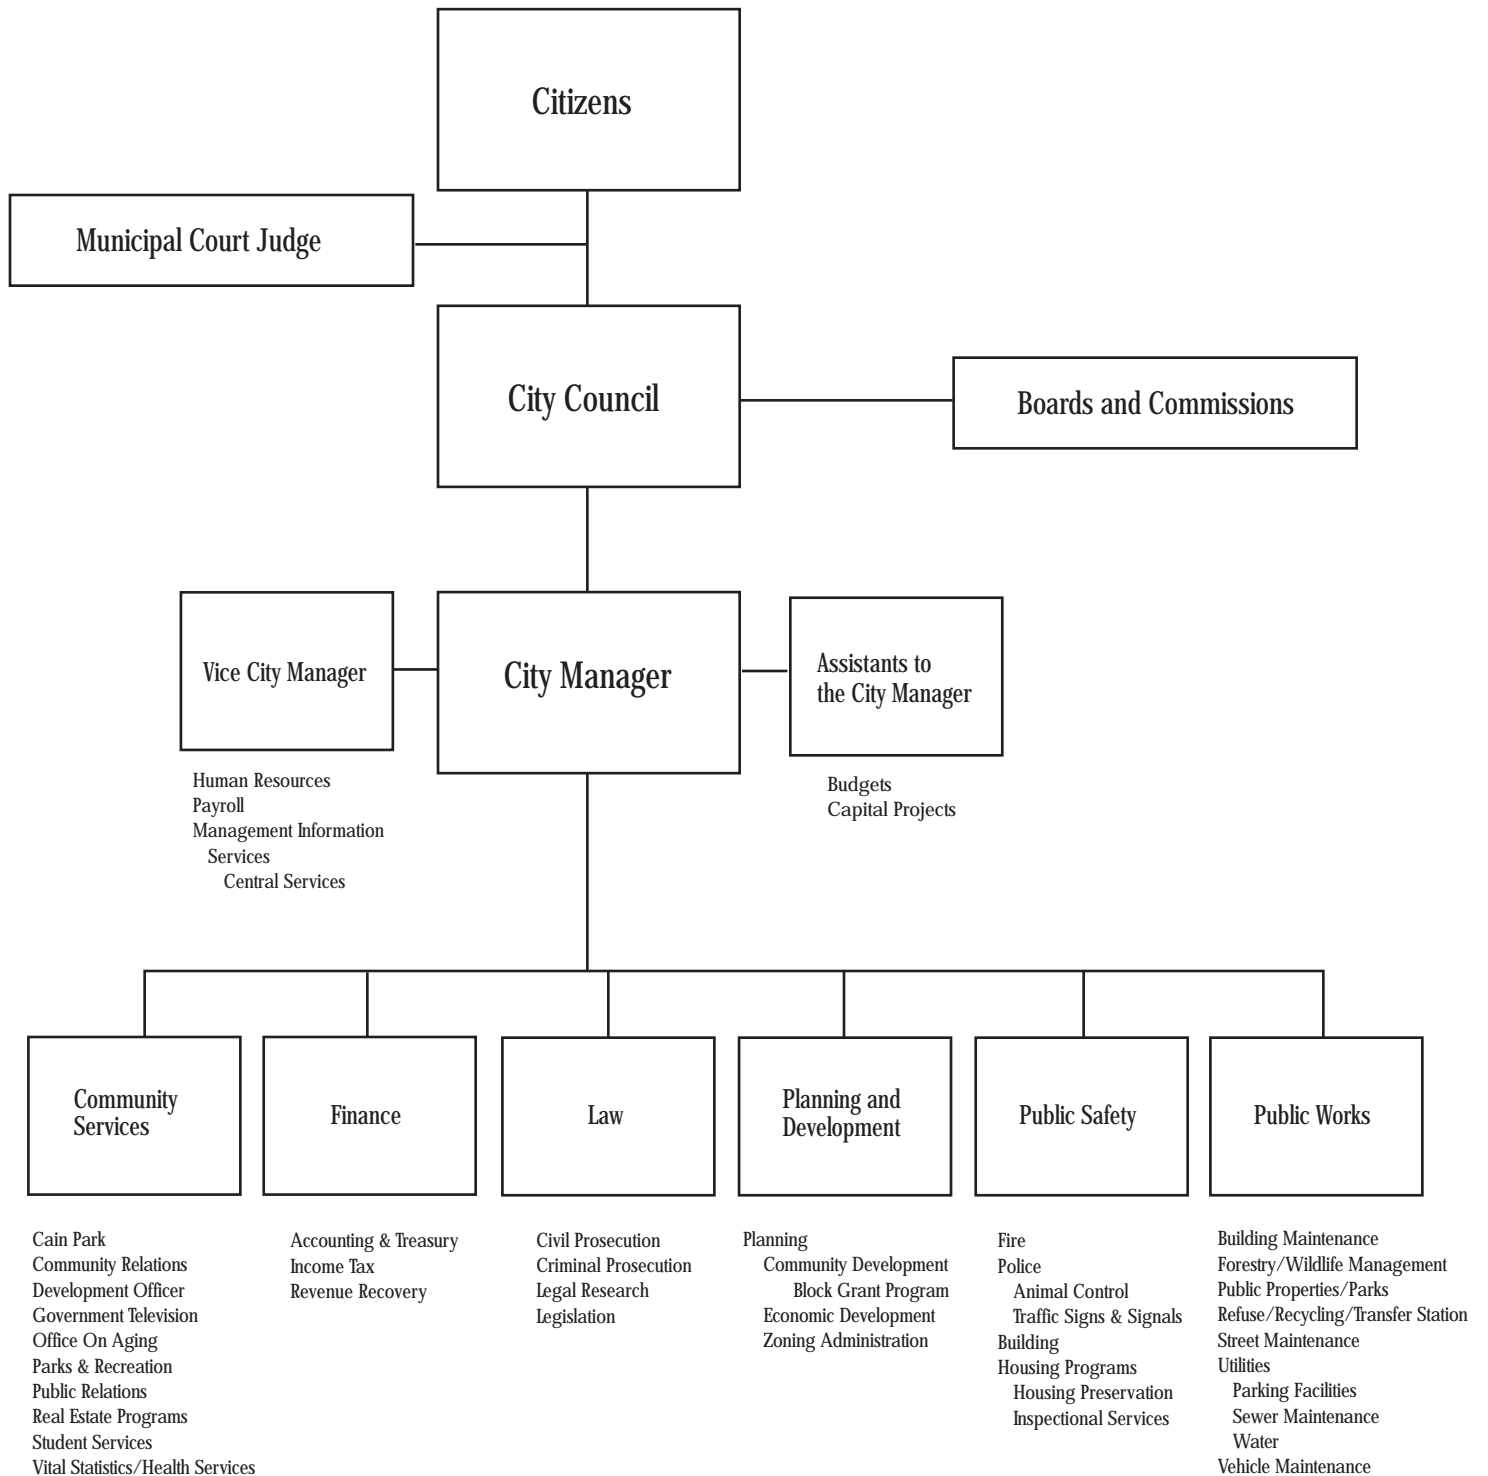 Citizens
Municipal Court Judge
City Council
Boards and Commissions
Vice City Manager
City Manager
Assistants to
the City Manager
Human Resources
Payroll
Management Information
Services
Central Services
Budgets
Capital Projects
Community
Services
Finance
Law
Planning and
Development
Public Safety
Public Works
Cain Park
Community Relations
Development Officer
Government Television
Office On Aging
Parks & Recreation
Public Relations
Real Estate Programs
Student Services
Vital Statistics/Health Services
Accounting & Treasury
Income Tax
Revenue Recovery
Civil Prosecution
Criminal Prosecution
Legal Research
Legislation
Planning
Community Development
Block Grant Program
Economic Development
Zoning Administration
Fire
Police
Animal Control
Traffic Signs & Signals
Building
Housing Programs
Housing Preservation
Inspectional Services
Building Maintenance
Forestry/Wildlife Management
Public Properties/Parks
Refuse/Recycling/Transfer Station
Street Maintenance
Utilities
Parking Facilities
Sewer Maintenance
Water
Vehicle Maintenance